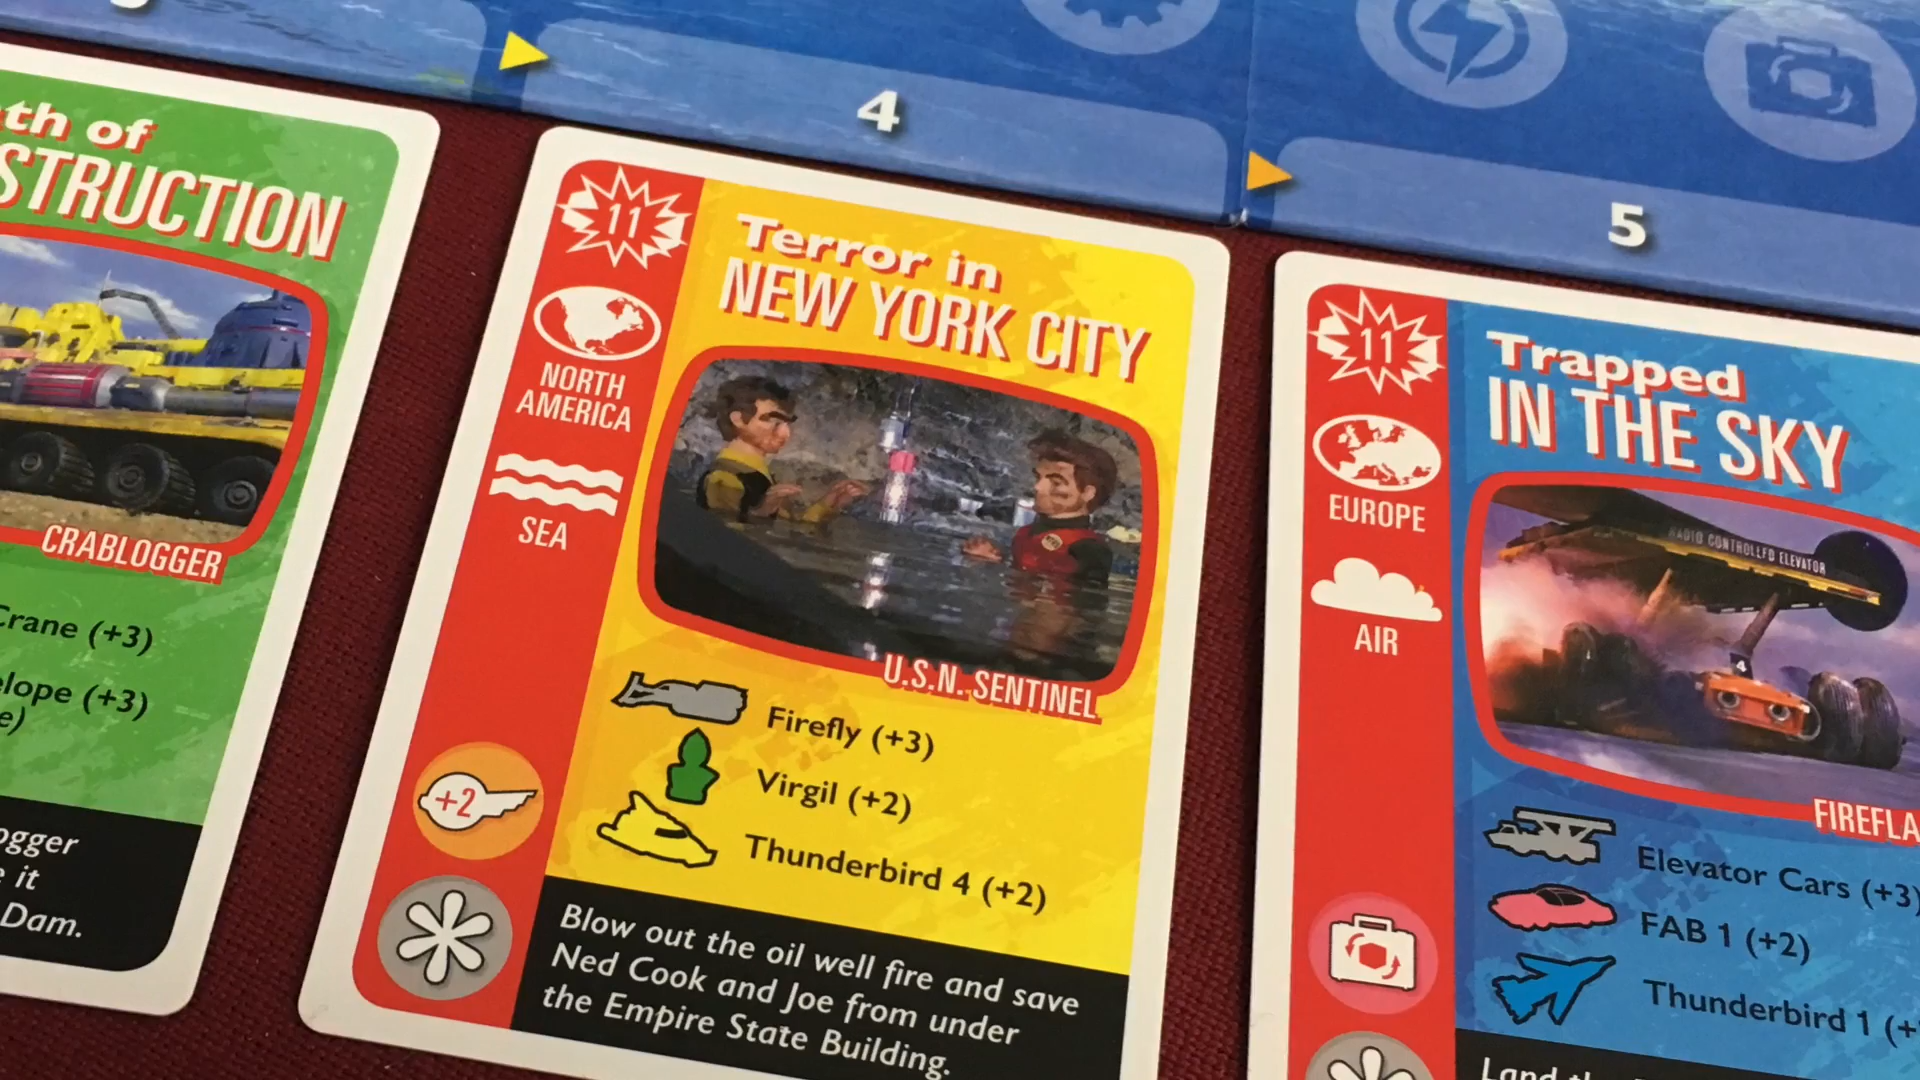 4
5
th of
STRUCTION
CRABLOGGER
Crane (+3)
elope (+3)
e)
ogger
it
Dam.
11
NORTH
AMERICA
SEA
+2
Terror in
NEW YORK CITY
U.S.N. SENTINEL
Firefly (+3)
Virgil (+2)
Thunderbird 4 (+2)
Blow out the oil well fire and save
Ned Cook and Joe from under
the Empire State Building.
11
EUROPE
AIR
Trapped
IN THE SKY
RADIO CONTROLLED ELEVATOR
4
FIREFLA
Elevator Cars (+3)
FAB 1 (+2)
Thunderbird 1 (+
Land